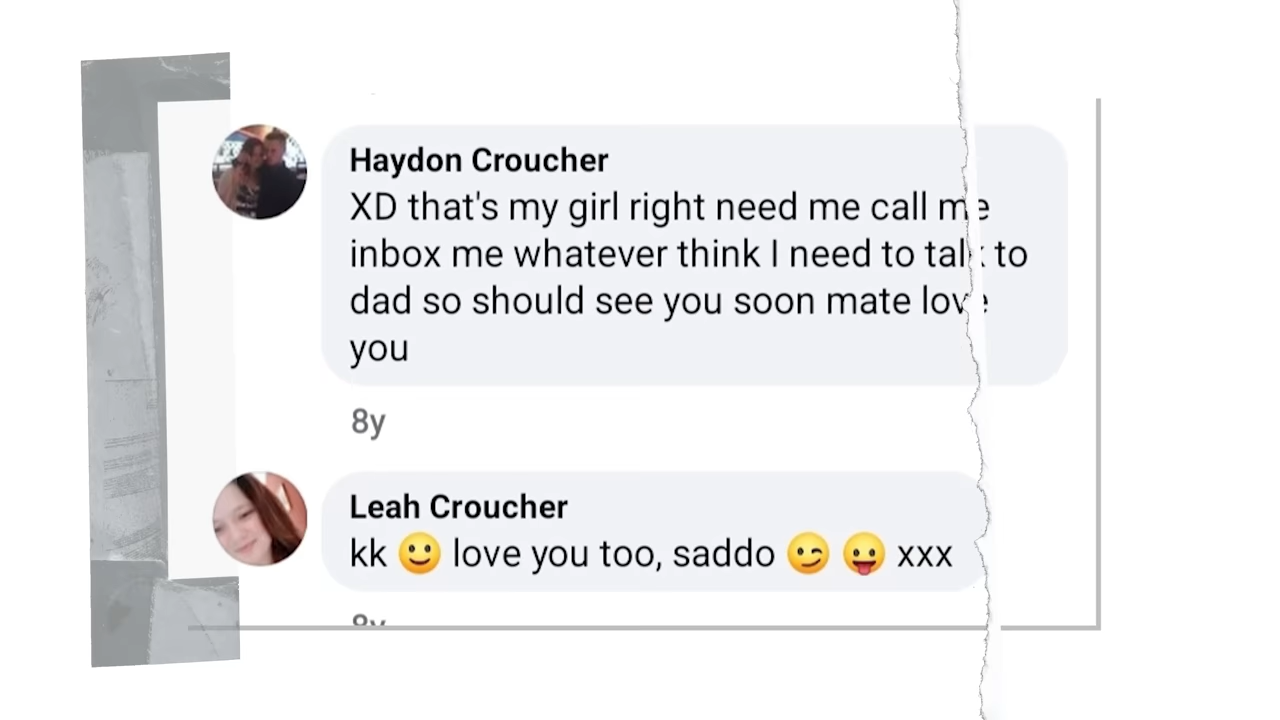 Haydon Croucher
XD that's my girl right need me call me
inbox me whatever think I need to talk to
dad so should see you soon mate love
you
8y
Leah Croucher
kk 🙂 love you too, saddo 😉 😛 xxx
8y